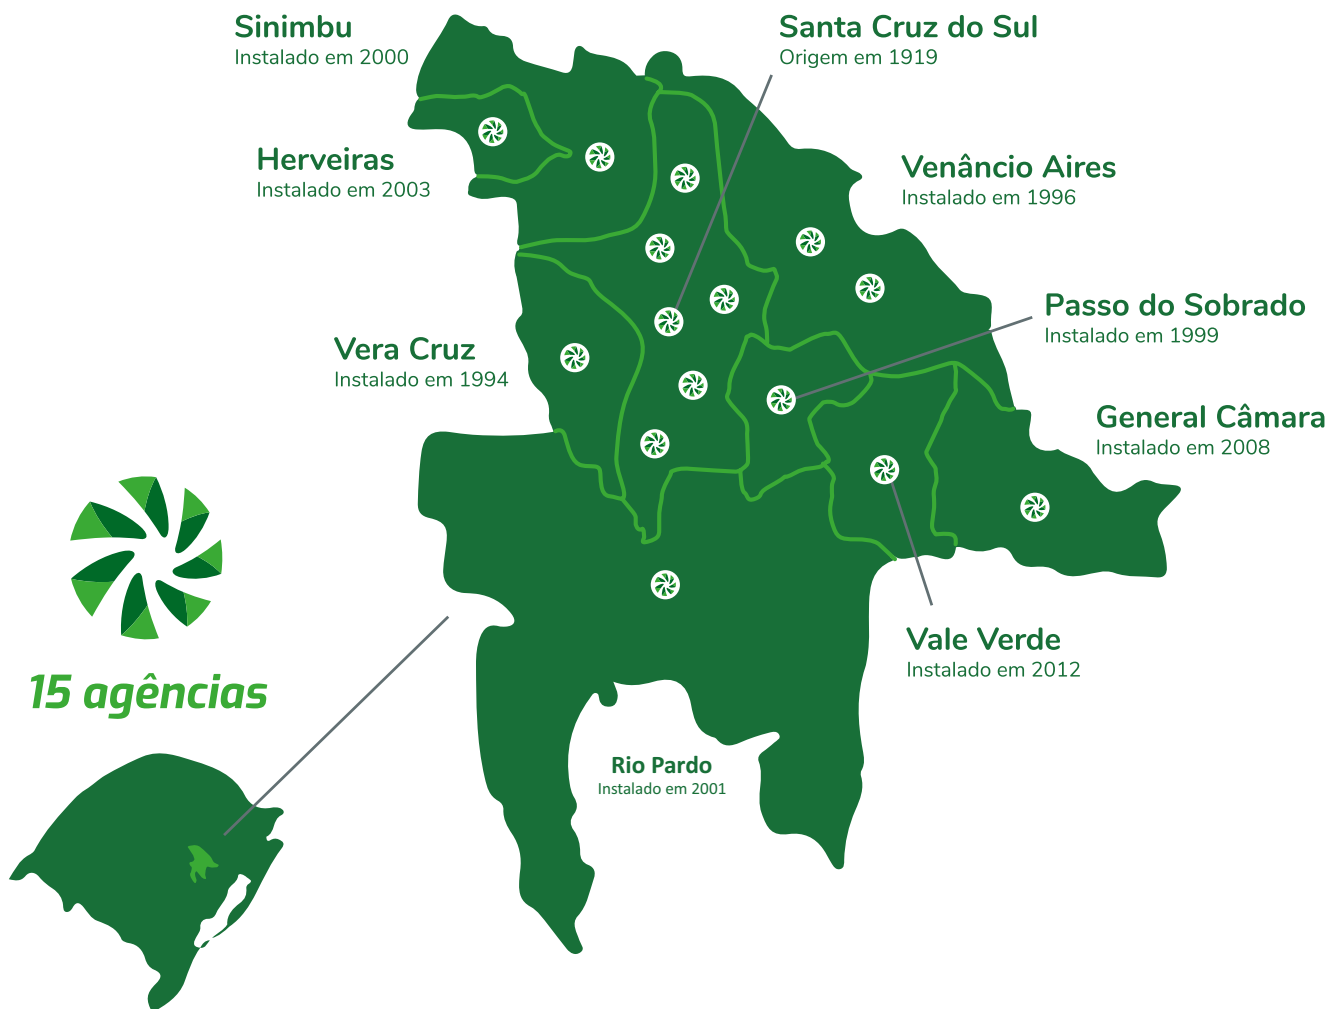 Sinimbu
Instalado em 2000
Santa Cruz do Sul
Origem em 1919
Herveiras
Instalado em 2003
Venâncio Aires
Instalado em 1996
Passo do Sobrado
Instalado em 1999
Vera Cruz
Instalado em 1994
General Câmara
Instalado em 2008
Vale Verde
Instalado em 2012
15 agências
Rio Pardo
Instalado em 2001